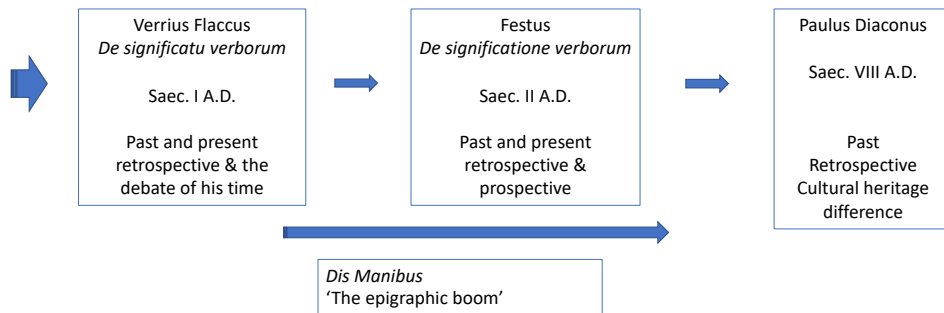 Verrius Flaccus
De significatu verborum
Saec. I A.D.
Past and present
retrospective & the
debate of his time
Festus
De significatione verborum
Saec. II A.D.
Past and present
retrospective &
prospective
Paulus Diaconus
Saec. VIII A.D.
Past
Retrospective
Cultural heritage
difference
Dis Manibus
‘The epigraphic boom’